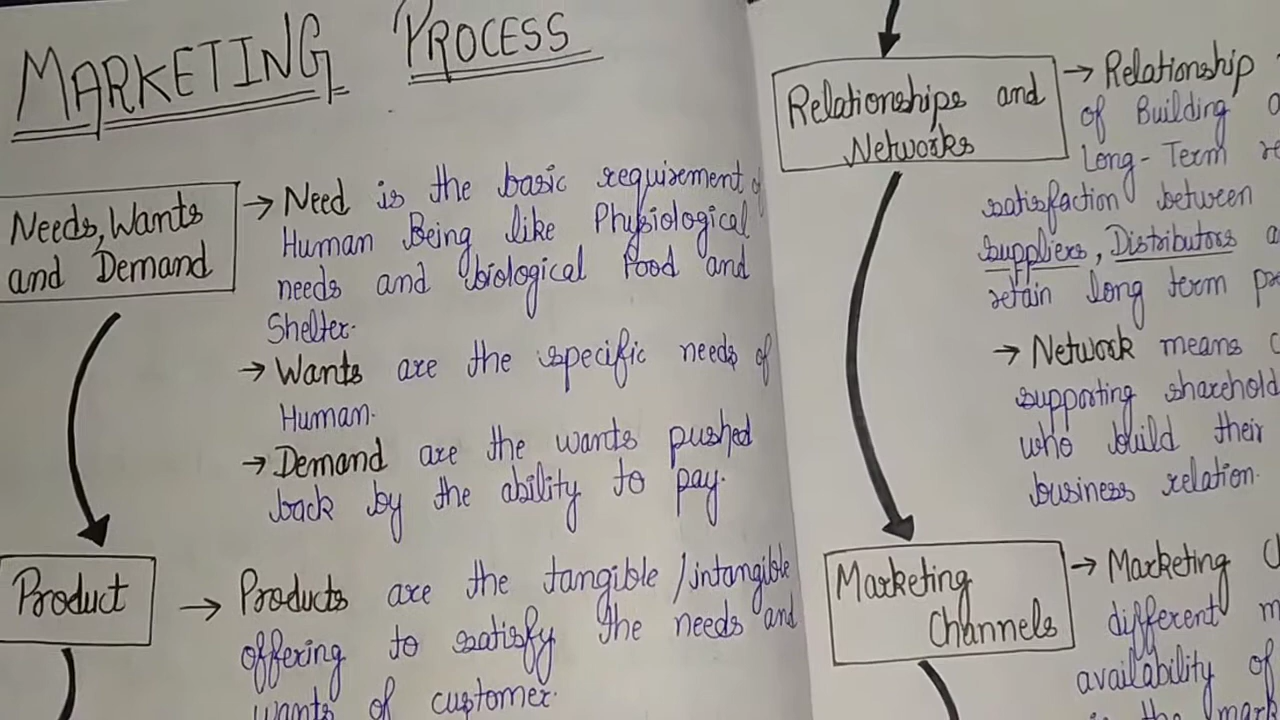 MARKETING PROCESS
Needs, Wants
and Demand
→ Need is the basic requirement of
Human Being like Physiological
needs and biological Food and
Shelter.
→ Wants are the specific needs of
Human.
→ Demand are the wants pushed
back by the ability to pay.
Product
→ Products are the tangible/intangible
offering to satisfy the needs and
wants of customer.
Relationships and
Networks
→ Relationship
of Building
Long-Term
satisfaction between
suppliers, Distributors
retain long term
→ Network means
supporting
who build their
business relation.
Marketing
Channels
→ Marketing
different
availability of
in the